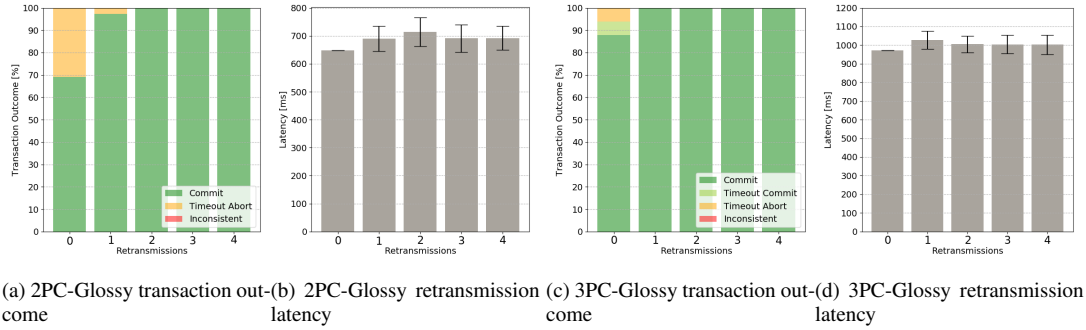 100
90
80
70
60
50
40
30
20
10
0
Transaction Outcome [%]
Commit
Timeout Abort
Inconsistent
0 1 2 3 4
Retransmissions
800
700
600
500
400
300
200
100
0
Latency [ms]
0 1 2 3 4
Retransmissions
100
90
80
70
60
50
40
30
20
10
0
Transaction Outcome [%]
Commit
Timeout Commit
Timeout Abort
Inconsistent
0 1 2 3 4
Retransmissions
1200
1100
1000
900
800
700
600
500
400
300
200
100
0
Latency [ms]
0 1 2 3 4
Retransmissions
(a) 2PC-Glossy transaction out-
come
(b) 2PC-Glossy retransmission
latency
(c) 3PC-Glossy transaction out-
come
(d) 3PC-Glossy retransmission
latency